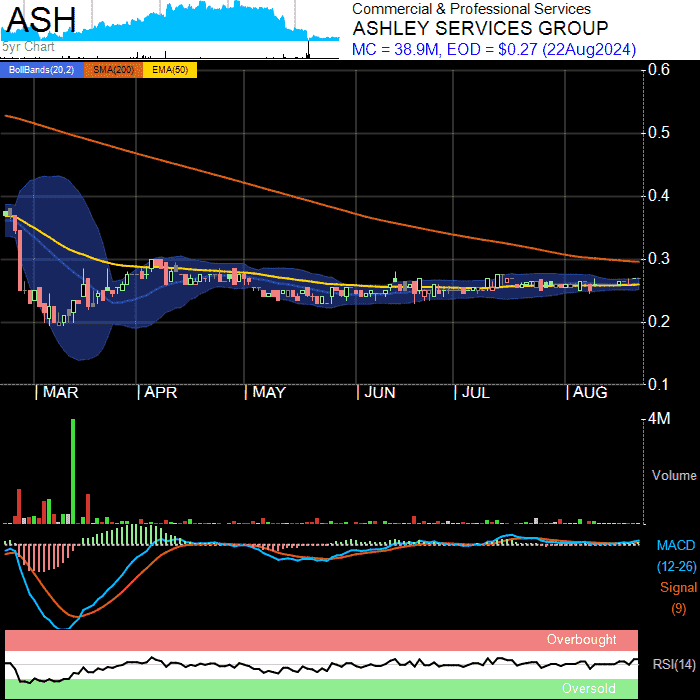 ASH
5yr Chart
Commercial & Professional Services
ASHLEY SERVICES GROUP
MC = 38.9M, EOD = $0.27 (22Aug2024)
BollBands(20,2) SMA(200) EMA(50)
0.6
0.5
0.4
0.3
0.2
0.1
MAR APR MAY JUN JUL AUG
4M
Volume
MACD
(12-26)
Signal
(9)
Overbought
RSI(14)
Oversold